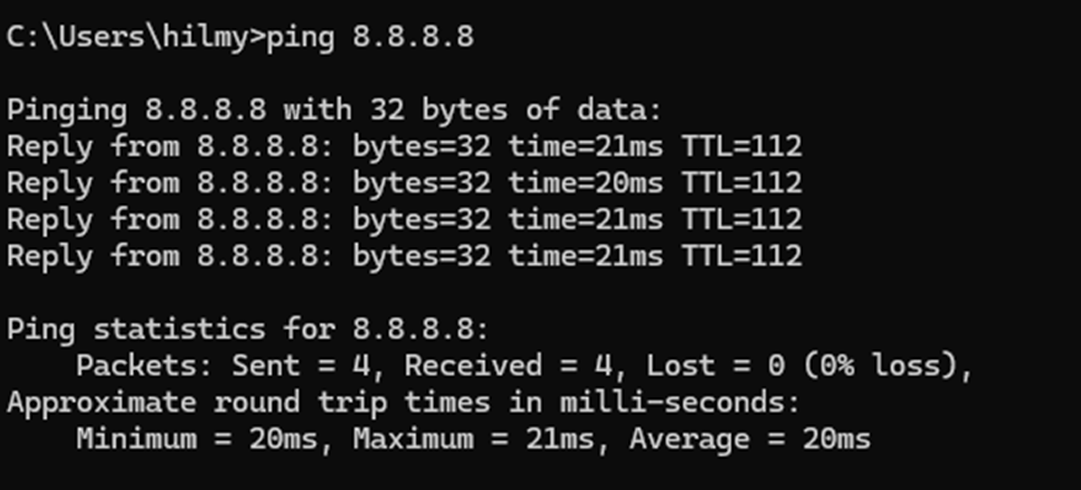 C:\Users\hilmy>ping 8.8.8.8
Pinging 8.8.8.8 with 32 bytes of data:
Reply from 8.8.8.8: bytes=32 time=21ms TTL=112
Reply from 8.8.8.8: bytes=32 time=20ms TTL=112
Reply from 8.8.8.8: bytes=32 time=21ms TTL=112
Reply from 8.8.8.8: bytes=32 time=21ms TTL=112
Ping statistics for 8.8.8.8:
    Packets: Sent = 4, Received = 4, Lost = 0 (0% loss),
Approximate round trip times in milli-seconds:
    Minimum = 20ms, Maximum = 21ms, Average = 20ms